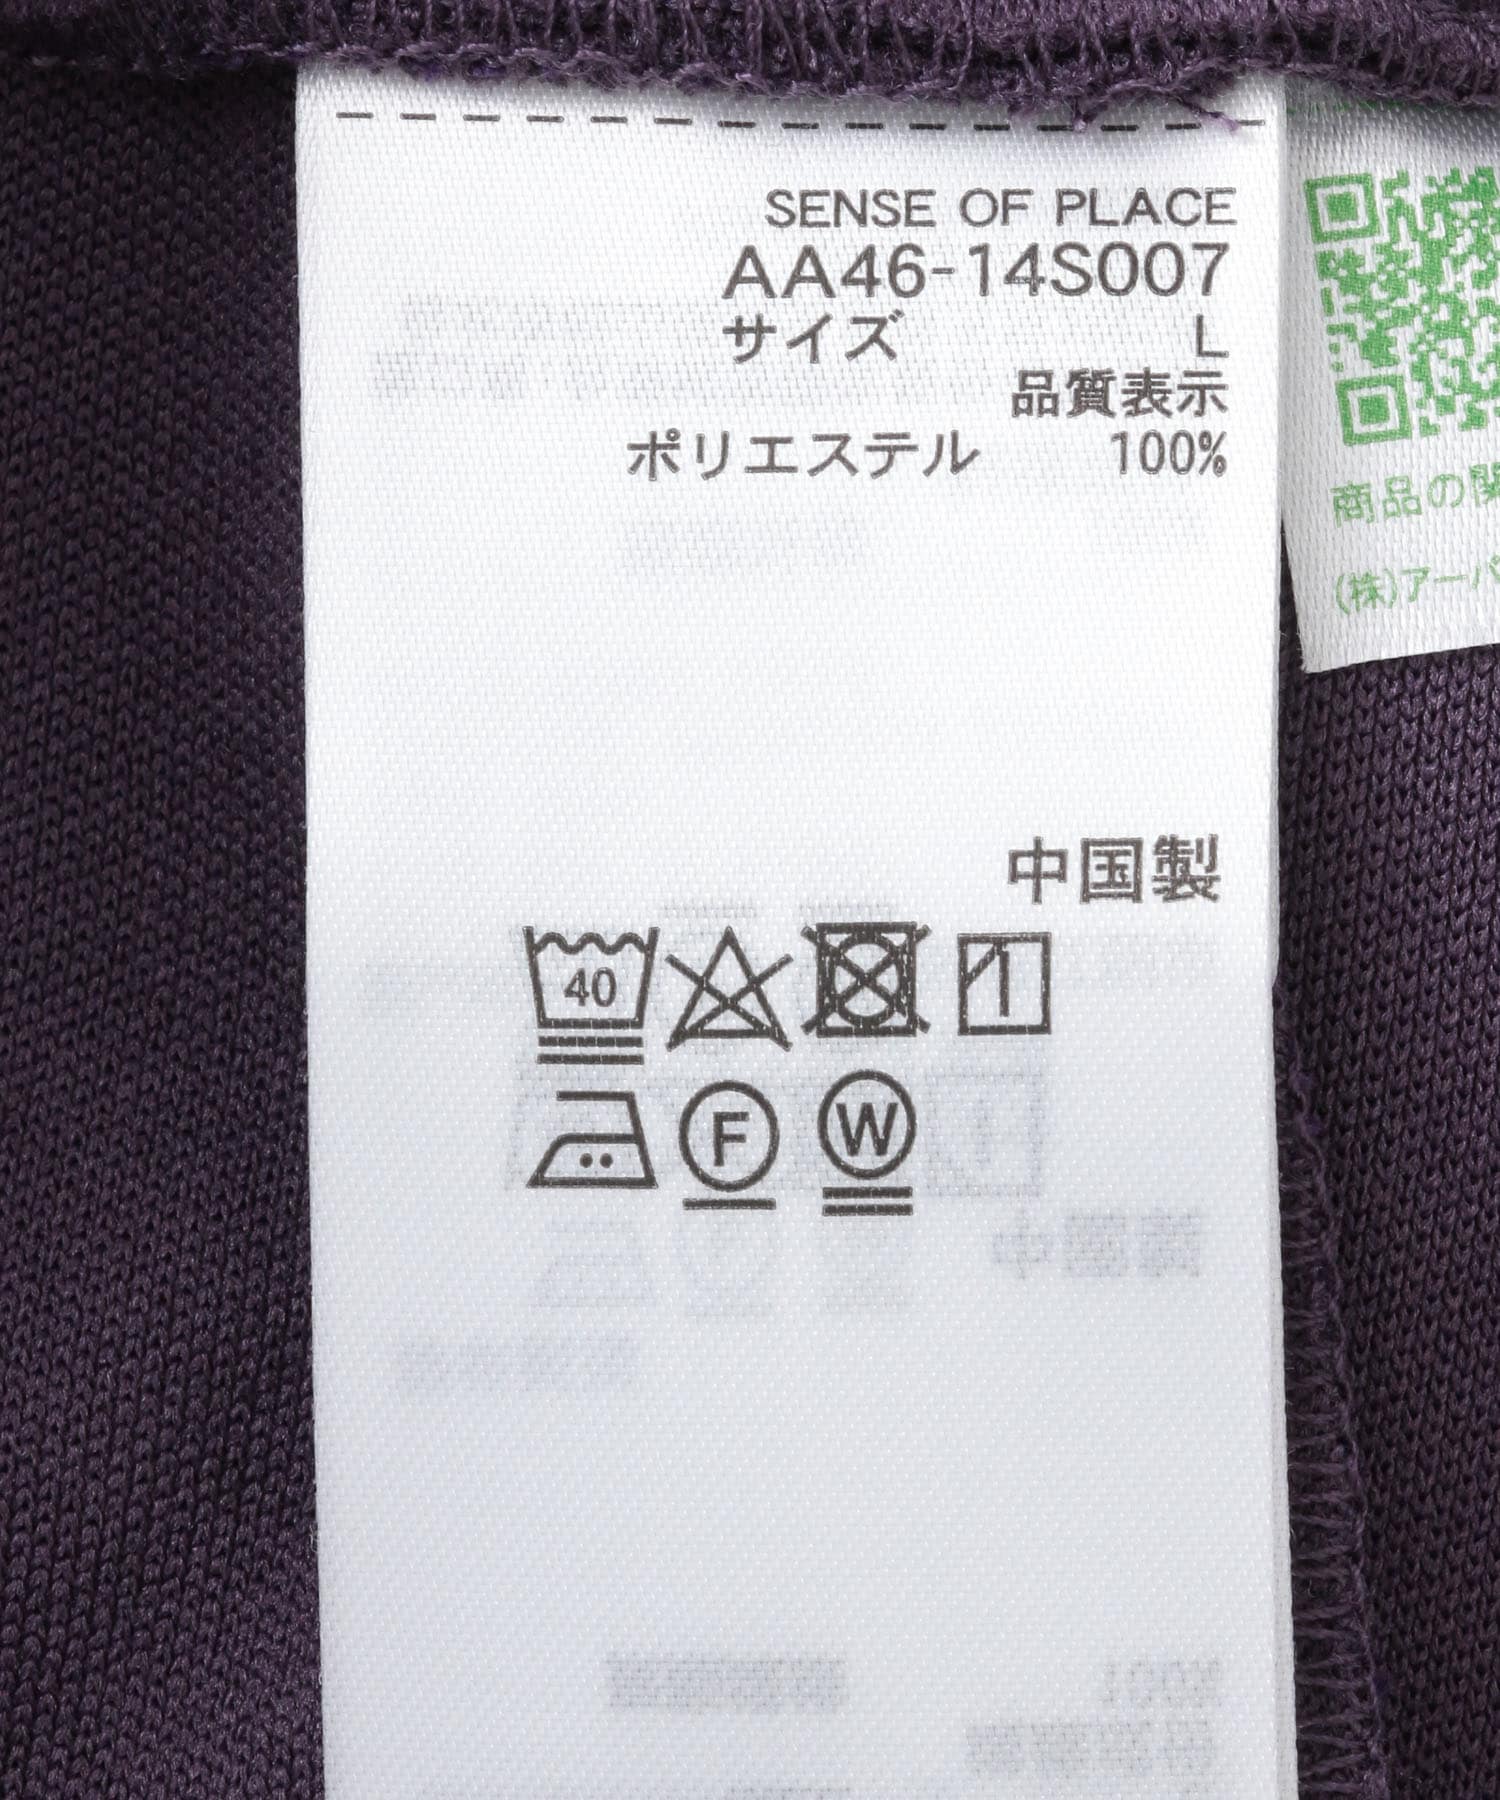 SENSE OF PLACE
AA46-14S007
サイズ L
品質表示
ポリエステル 100%
中国製
40
F
W
商品の関
(株)アーバ